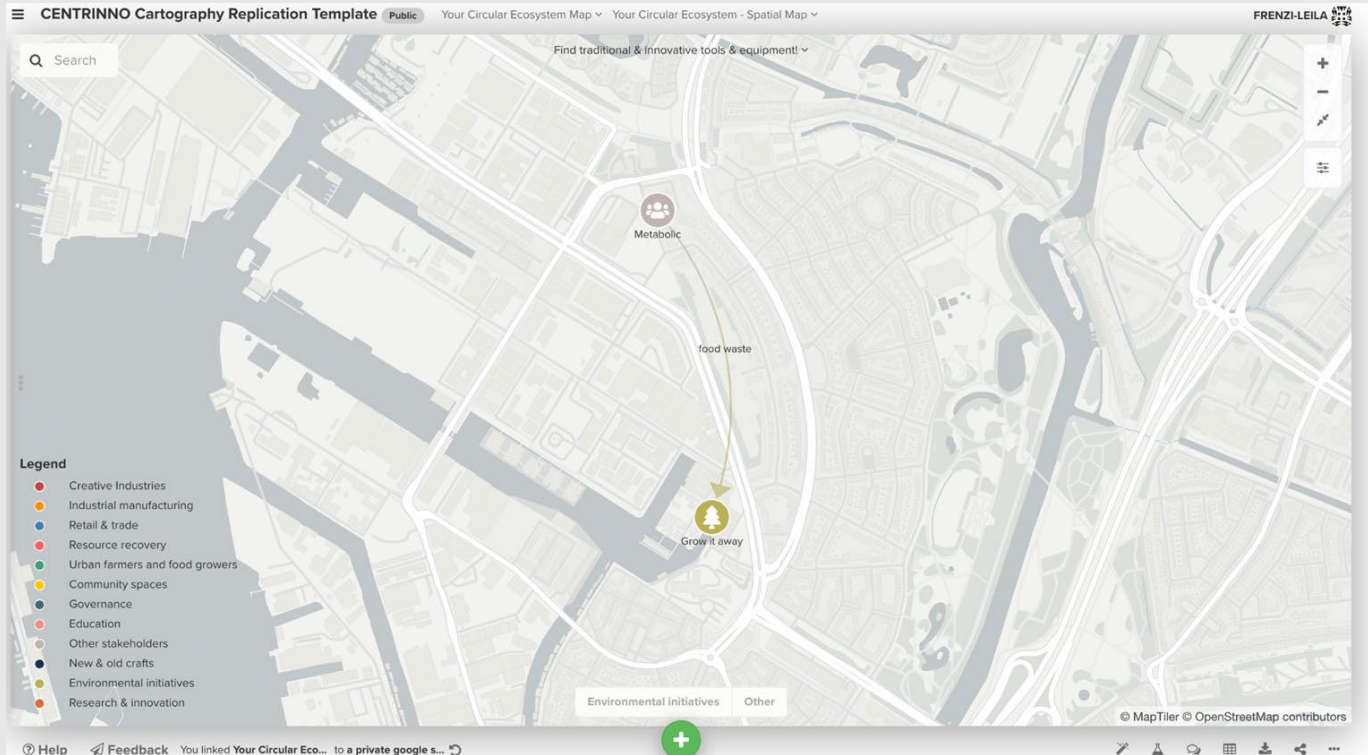 CENTRINNO Cartography Replication Template Public Your Circular Ecosystem Map Your Circular Ecosystem - Spatial Map FRENZI-LEILA
Find traditional & innovative tools & equipment!
Search
Metabolic
food waste
Grow it away
Legend
Creative Industries
Industrial manufacturing
Retail & trade
Resource recovery
Urban farmers and food growers
Community spaces
Governance
Education
Other stakeholders
New & old crafts
Environmental initiatives
Research & innovation
Environmental initiatives Other
© MapTiler © OpenStreetMap contributors
Help Feedback You linked Your Circular Eco... to a private google s...